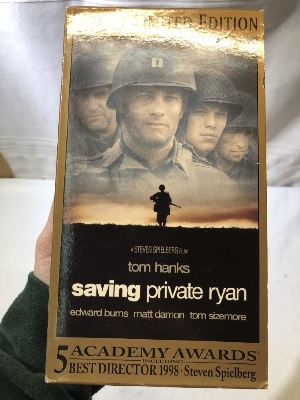 LIMITED EDITION
A STEVEN SPIELBERG FILM
tom hanks
saving private ryan
edward burns matt damon tom sizemore
5 ACADEMY AWARDS
INCLUDING
BEST DIRECTOR 1998 • Steven Spielberg